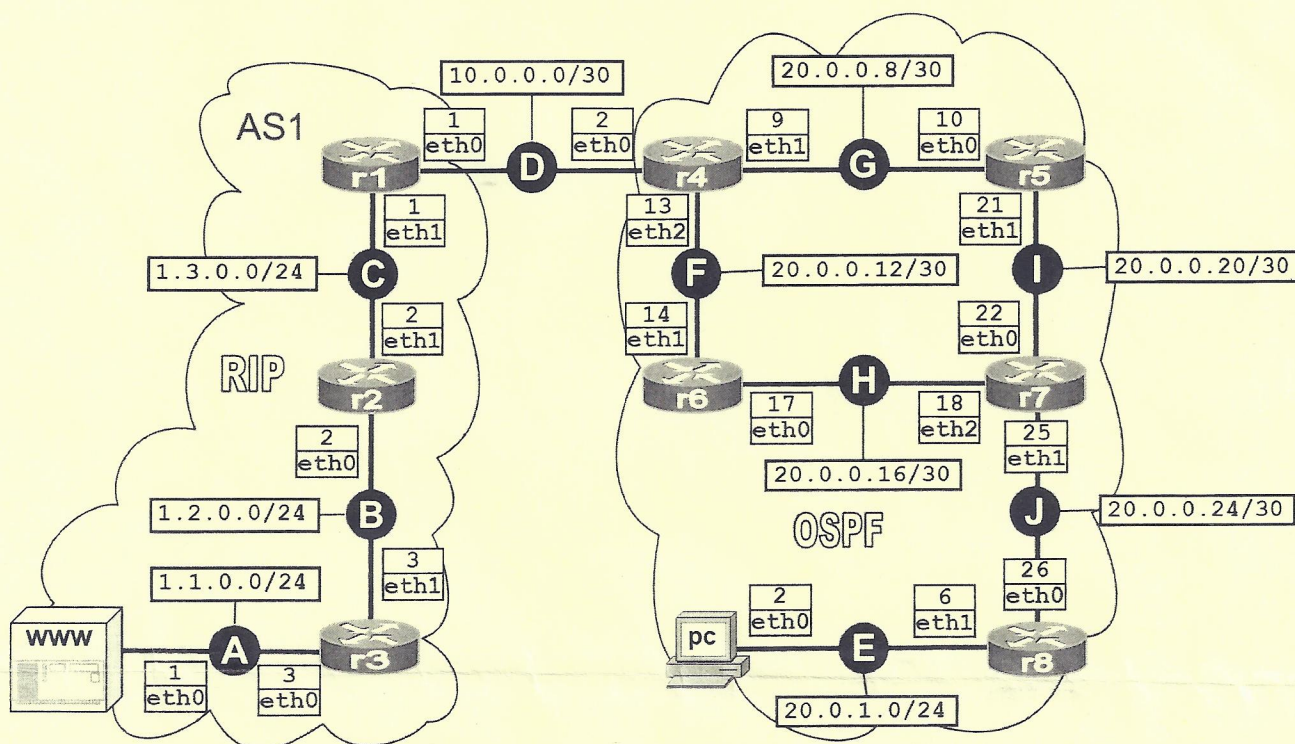 10.0.0.0/30
20.0.0.8/30
AS1
1
eth0
D
2
eth0
9
eth1
G
10
eth0
r1
r4
r5
1
eth1
13
eth2
21
eth1
1.3.0.0/24
C
F
20.0.0.12/30
I
20.0.0.20/30
2
eth1
14
eth1
22
eth0
RIP
r2
r6
H
r7
17
eth0
18
eth2
2
eth0
25
eth1
20.0.0.16/30
1.2.0.0/24
B
OSPF
J
20.0.0.24/30
3
eth1
26
eth0
1.1.0.0/24
2
eth0
6
eth1
WWW
A
r3
pc
E
r8
1
eth0
3
eth0
20.0.1.0/24